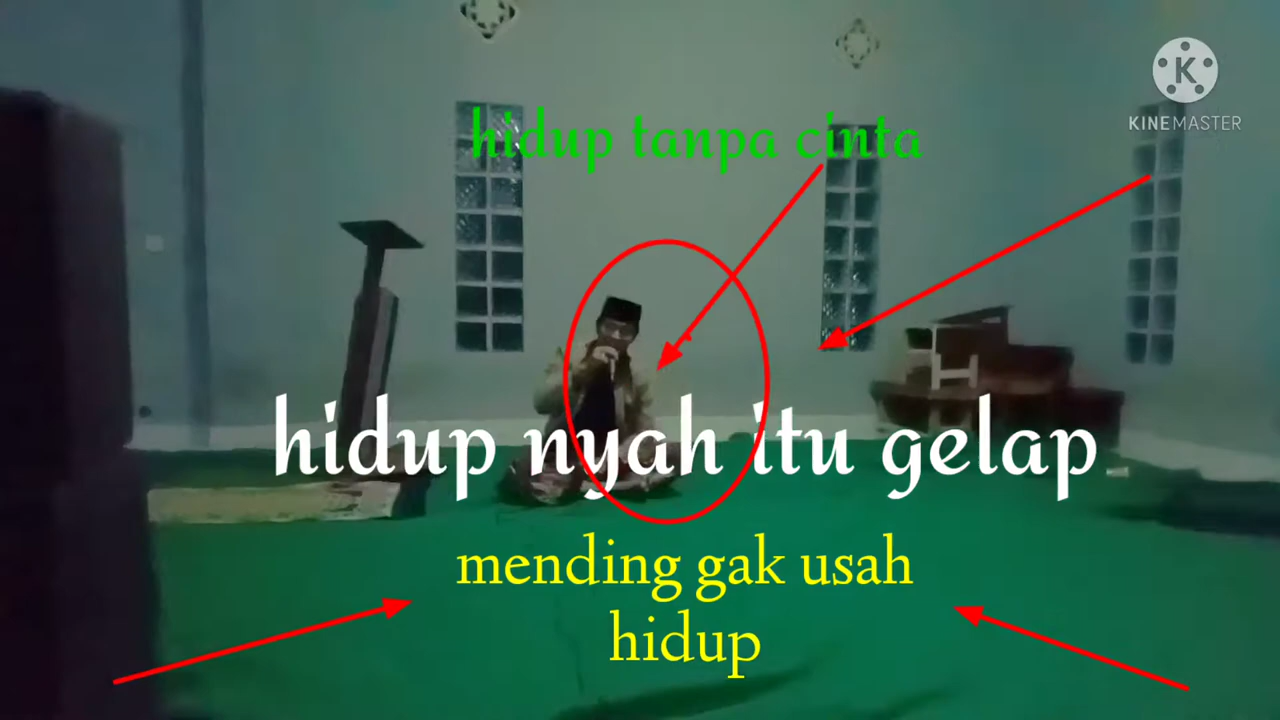 KINEMASTER
hidup tanpa cinta
hidup nyah itu gelap
mending gak usah
hidup